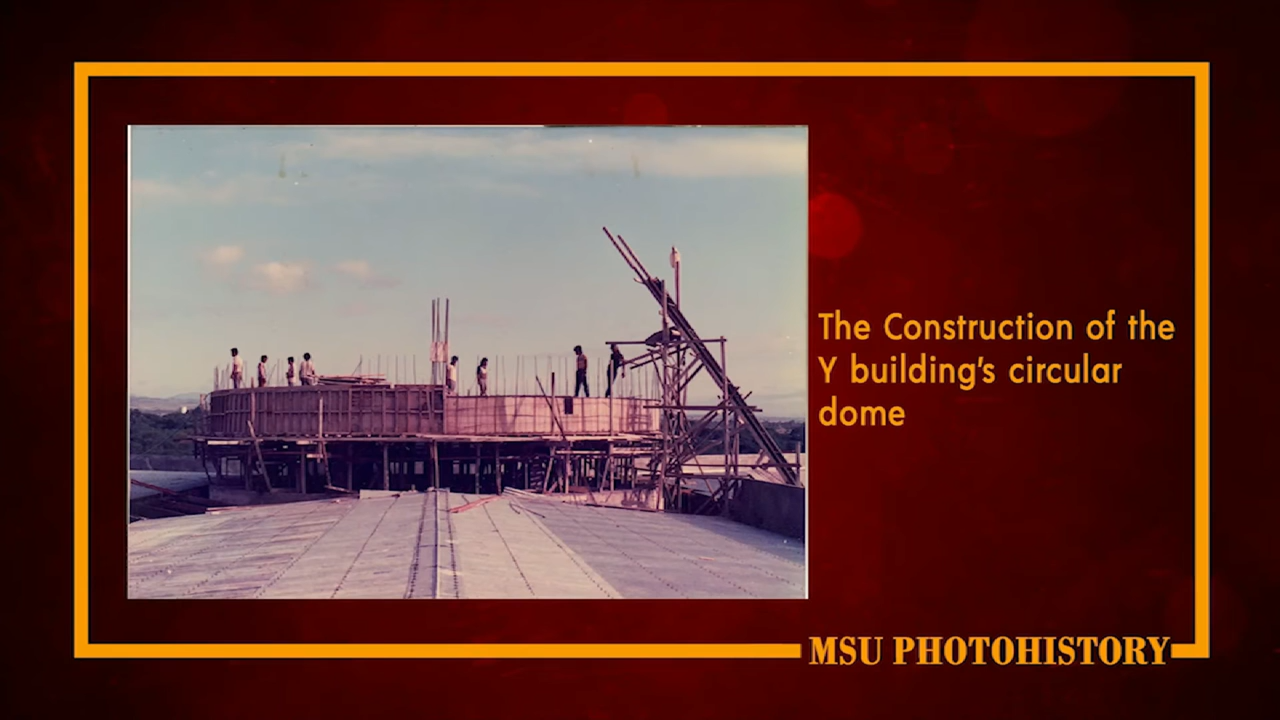 The Construction of the
Y building's circular
dome
MSU PHOTOHISTORY